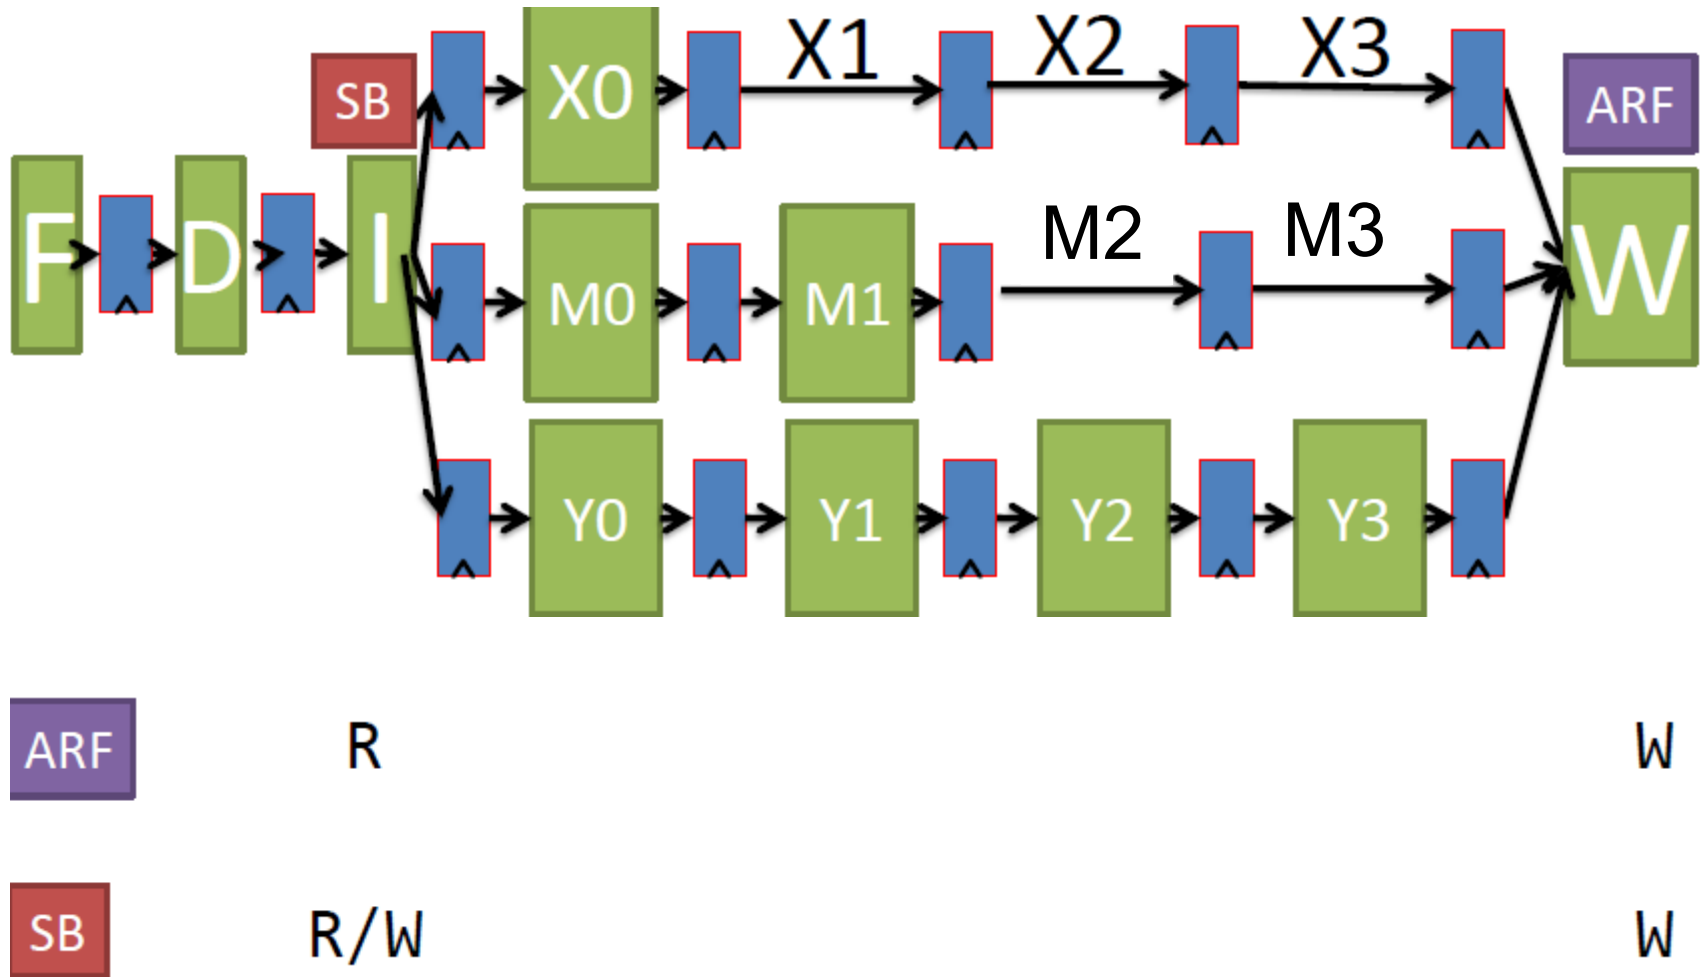 X1 X2 X3
SB X0 ARF
F D I M0 M1 M2 M3 W
Y0 Y1 Y2 Y3
ARF R W
SB R/W W